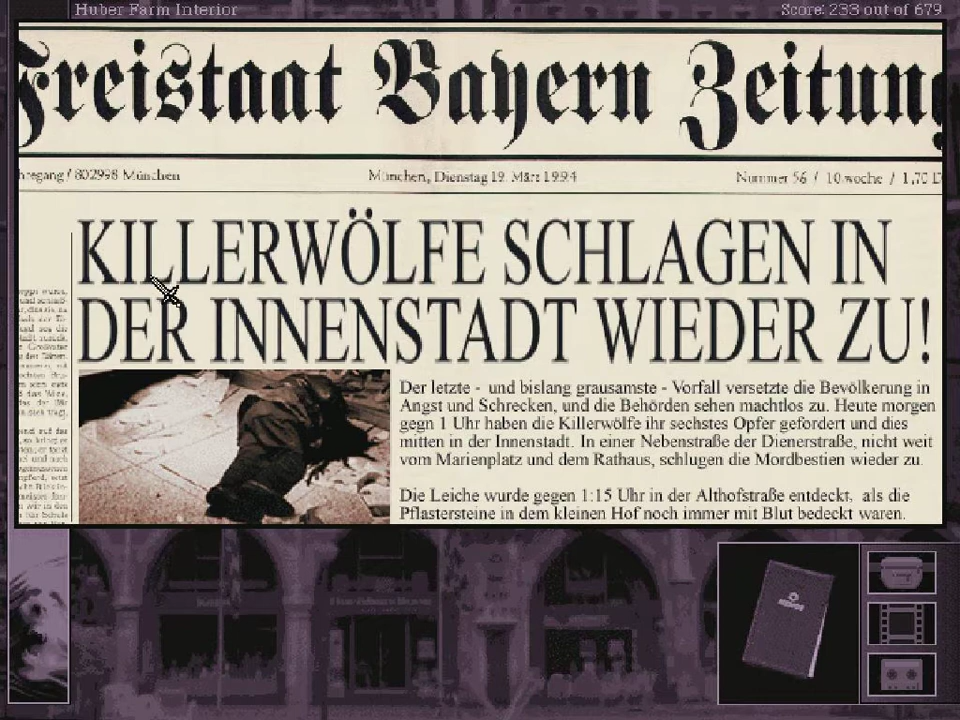 Huber Farm Interior
Score: 233 out of 679
Freistaat Bayern Zeitung
hregang / 802998 München
München, Dienstag 19. März 1994
Nummer 56 / 10.woche / 1,70 D
KILLERWÖLFE SCHLAGEN IN
DER INNENSTADT WIEDER ZU!
Der letzte - und bislang grausamste - Vorfall versetzte die Bevölkerung in
Angst und Schrecken, und die Behörden sehen machtlos zu. Heute morgen
gegn 1 Uhr haben die Killerwölfe ihr sechstes Opfer gefordert und dies
mitten in der Innenstadt. In einer Nebenstraße der Dienerstraße, nicht weit
vom Marienplatz und dem Rathaus, schlugen die Mordbestien wieder zu.
Die Leiche wurde gegen 1:15 Uhr in der Althofstraße entdeckt, als die
Pflastersteine in dem kleinen Hof noch immer mit Blut bedeckt waren.